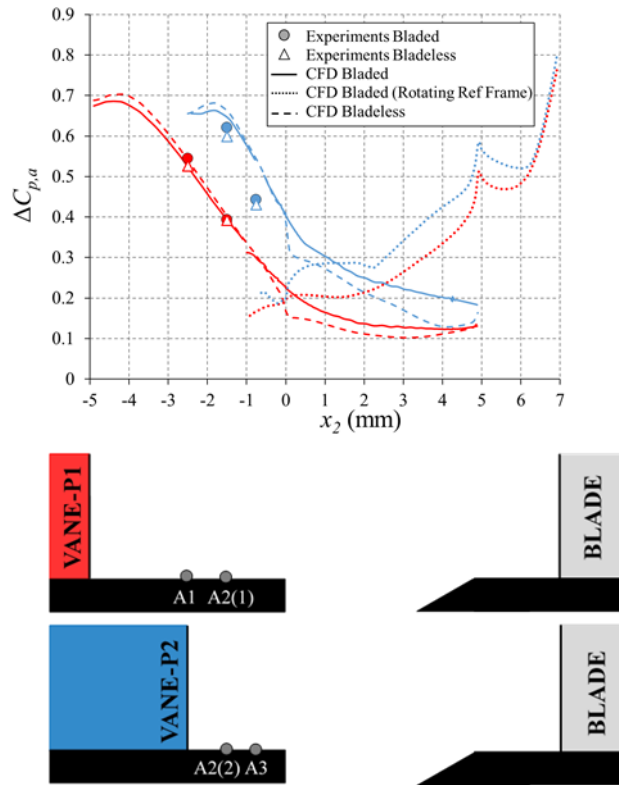 0.9
0.8
0.7
0.6
0.5
0.4
0.3
0.2
0.1
0
ΔCp,a
Experiments Bladed
Experiments Bladeless
CFD Bladed
CFD Bladed (Rotating Ref Frame)
CFD Bladeless
-5 -4 -3 -2 -1 0 1 2 3 4 5 6 7
x2 (mm)
VANE-P1
A1 A2(1)
BLADE
VANE-P2
A2(2) A3
BLADE